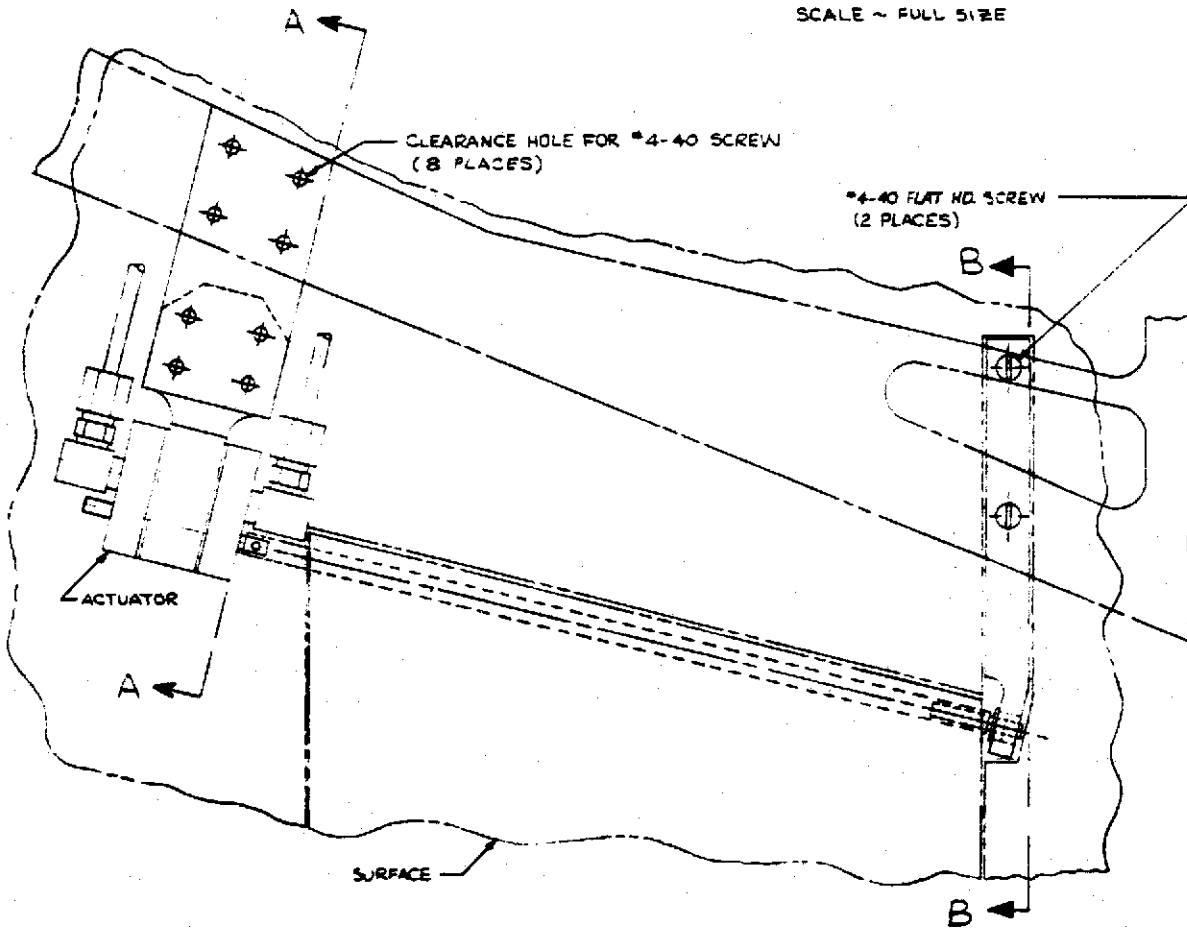 SCALE ~ FULL SIZE
A
CLEARANCE HOLE FOR #4-40 SCREW
(8 PLACES)
#4-40 FLAT HD. SCREW
(2 PLACES)
B
ACTUATOR
A
SURFACE
B